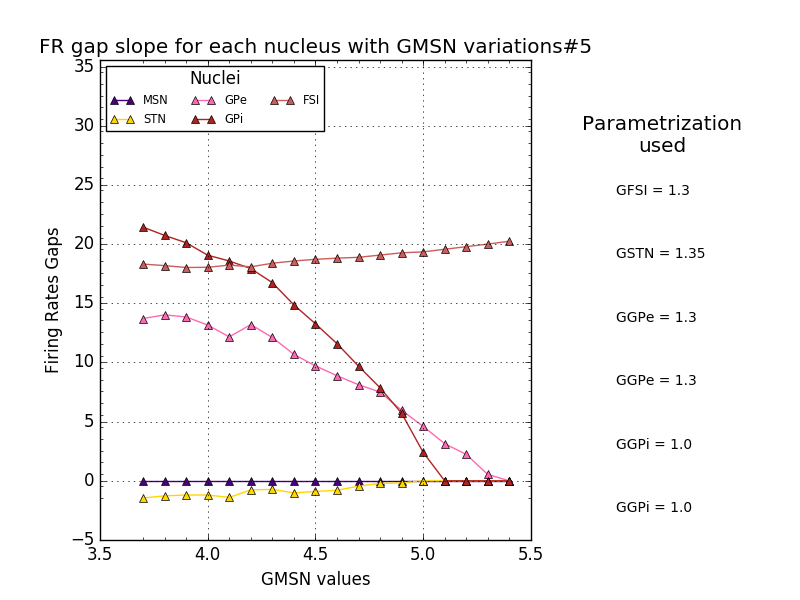 FR gap slope for each nucleus with GMSN variations#5
Nuclei
MSN
STN
GPe
GPi
FSI
Firing Rates Gaps
35
30
25
20
15
10
5
0
−5
3.5
4.0
4.5
5.0
5.5
GMSN values
Parametrization
used
GFSI = 1.3
GSTN = 1.35
GGPe = 1.3
GGPe = 1.3
GGPi = 1.0
GGPi = 1.0